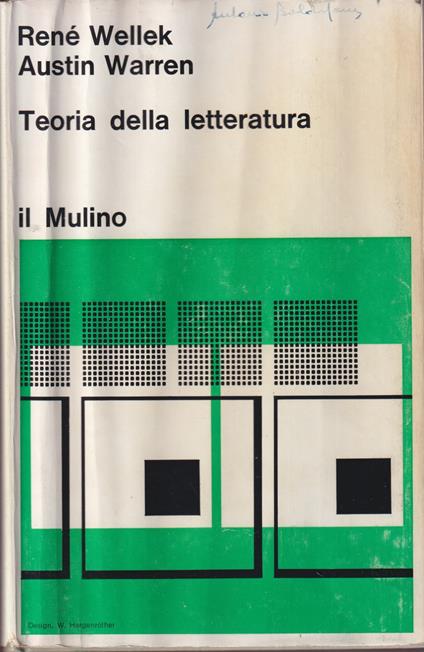 René Wellek
Austin Warren
Teoria della letteratura
il Mulino
Design, W. Hergenröther